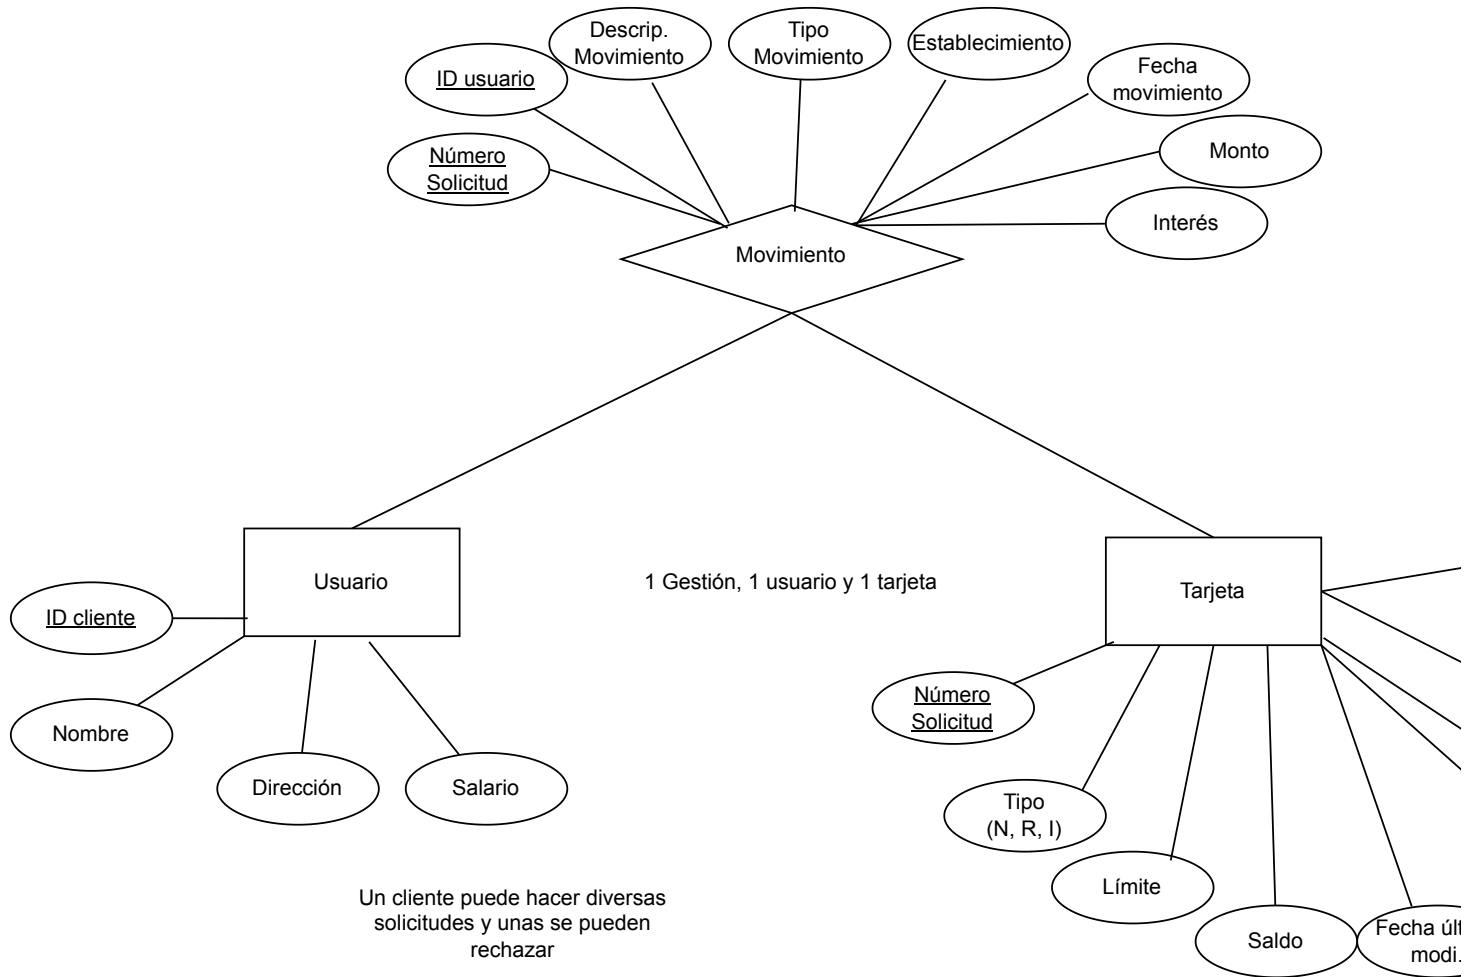 Descrip.
Movimiento
Tipo
Movimiento
Establecimiento
ID usuario
Fecha
movimiento
Número
Solicitud
Monto
Interés
Movimiento
Usuario
1 Gestión, 1 usuario y 1 tarjeta
Tarjeta
ID cliente
Número
Solicitud
Nombre
Dirección
Salario
Tipo
(N, R, I)
Límite
Un cliente puede hacer diversas
solicitudes y unas se pueden
rechazar
Saldo
Fecha
modi.